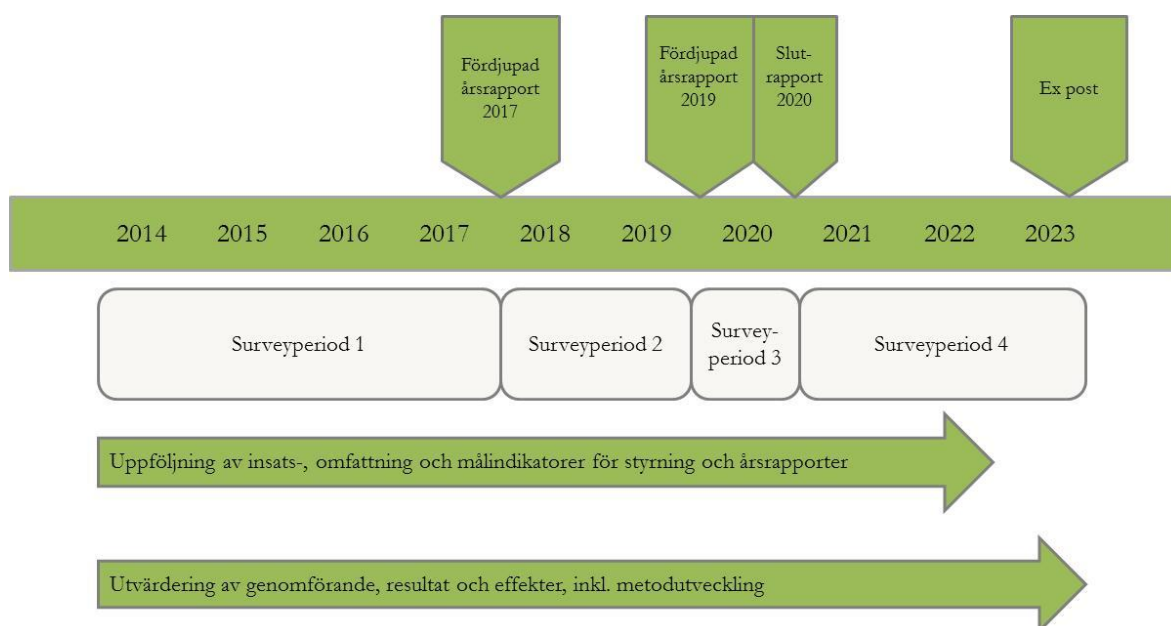 Fördjupad
årsrapport
2017
Fördjupad
årsrapport
2019
Slut-
rapport
2020
Ex post
2014 2015 2016 2017 2018 2019 2020 2021 2022 2023
Surveyperiod 1
Surveyperiod 2
Survey-
period 3
Surveyperiod 4
Uppföljning av insats-, omfattning och målindikatorer för styrning och årsrapporter
Utvärdering av genomförande, resultat och effekter, inkl. metodutveckling